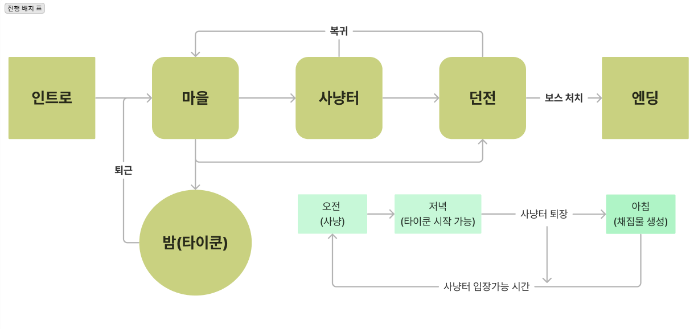 진행 배지
복귀
인트로
마을
사냥터
던전
보스 처치
엔딩
퇴근
밤(타이쿤)
오전
(사냥)
저녁
(타이쿤 시작 가능)
사냥터 퇴장
아침
(채집물 생성)
사냥터 입장가능 시간